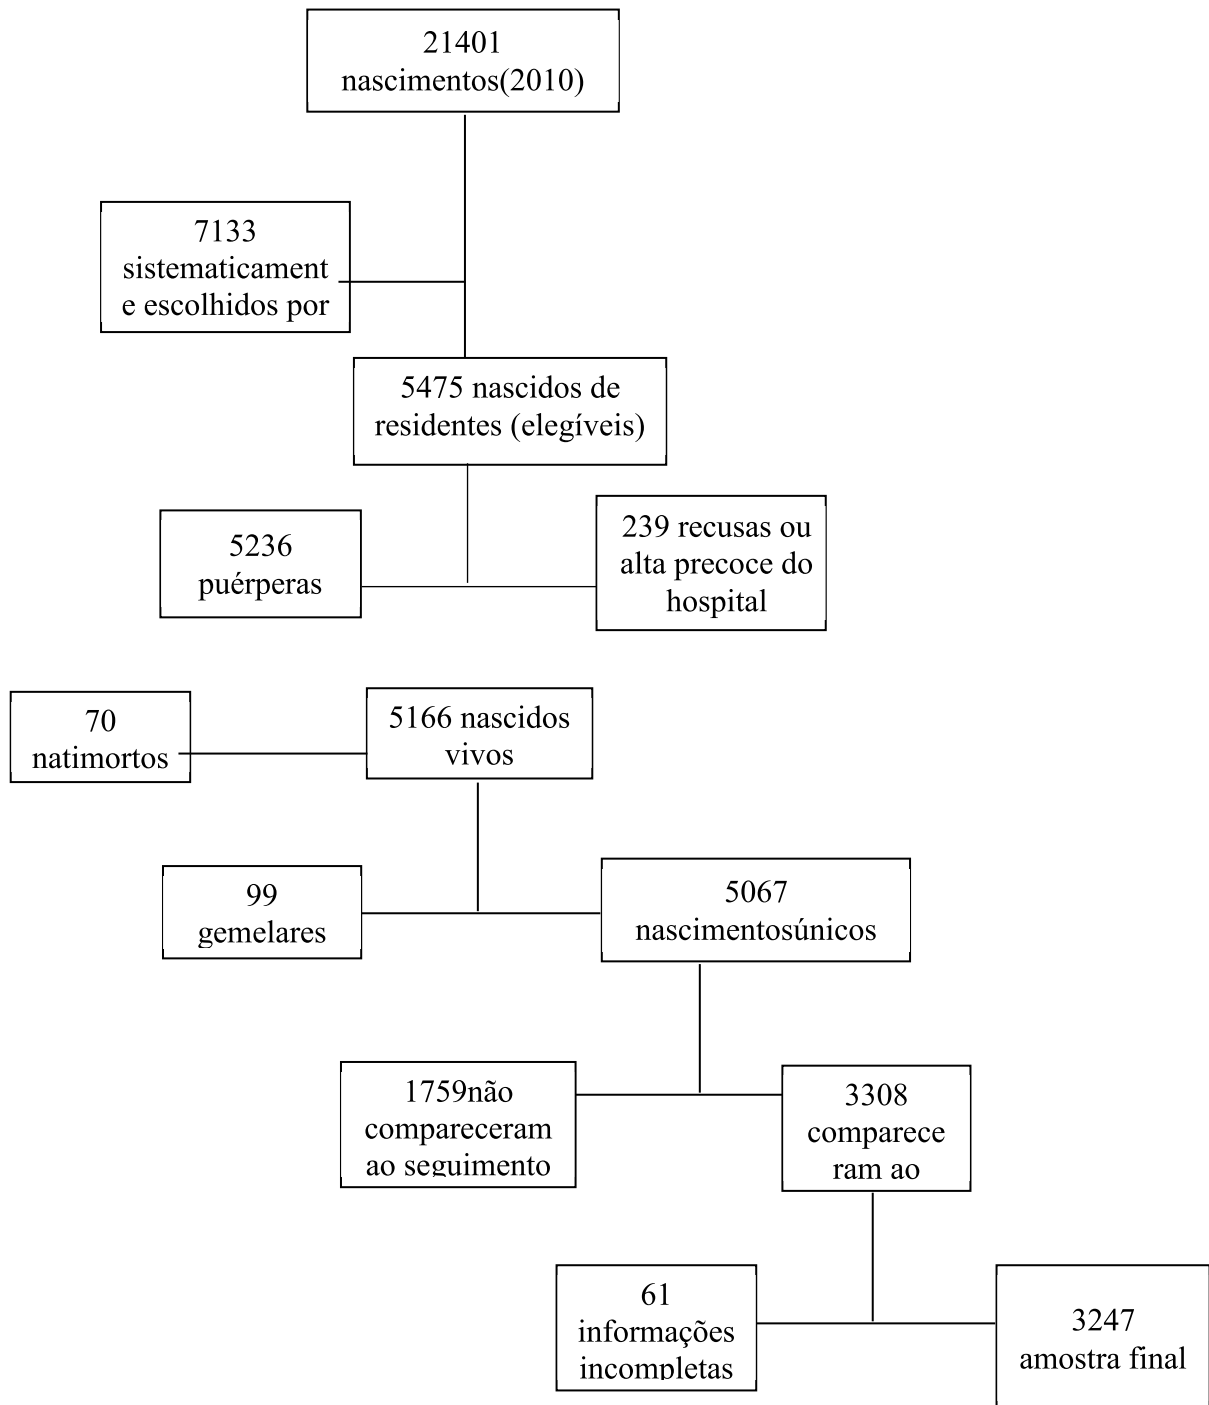 21401
nascimentos(2010)
7133
sistematicament
e escolhidos por
5475 nascidos de
residentes (elegíveis)
5236
puérperas
239 recusas ou
alta precoce do
hospital
70
natimortos
5166 nascidos
vivos
99
gemelares
5067
nascimentosúnicos
1759não
compareceram
ao seguimento
3308
comparece
ram ao
61
informações
incompletas
3247
amostra final